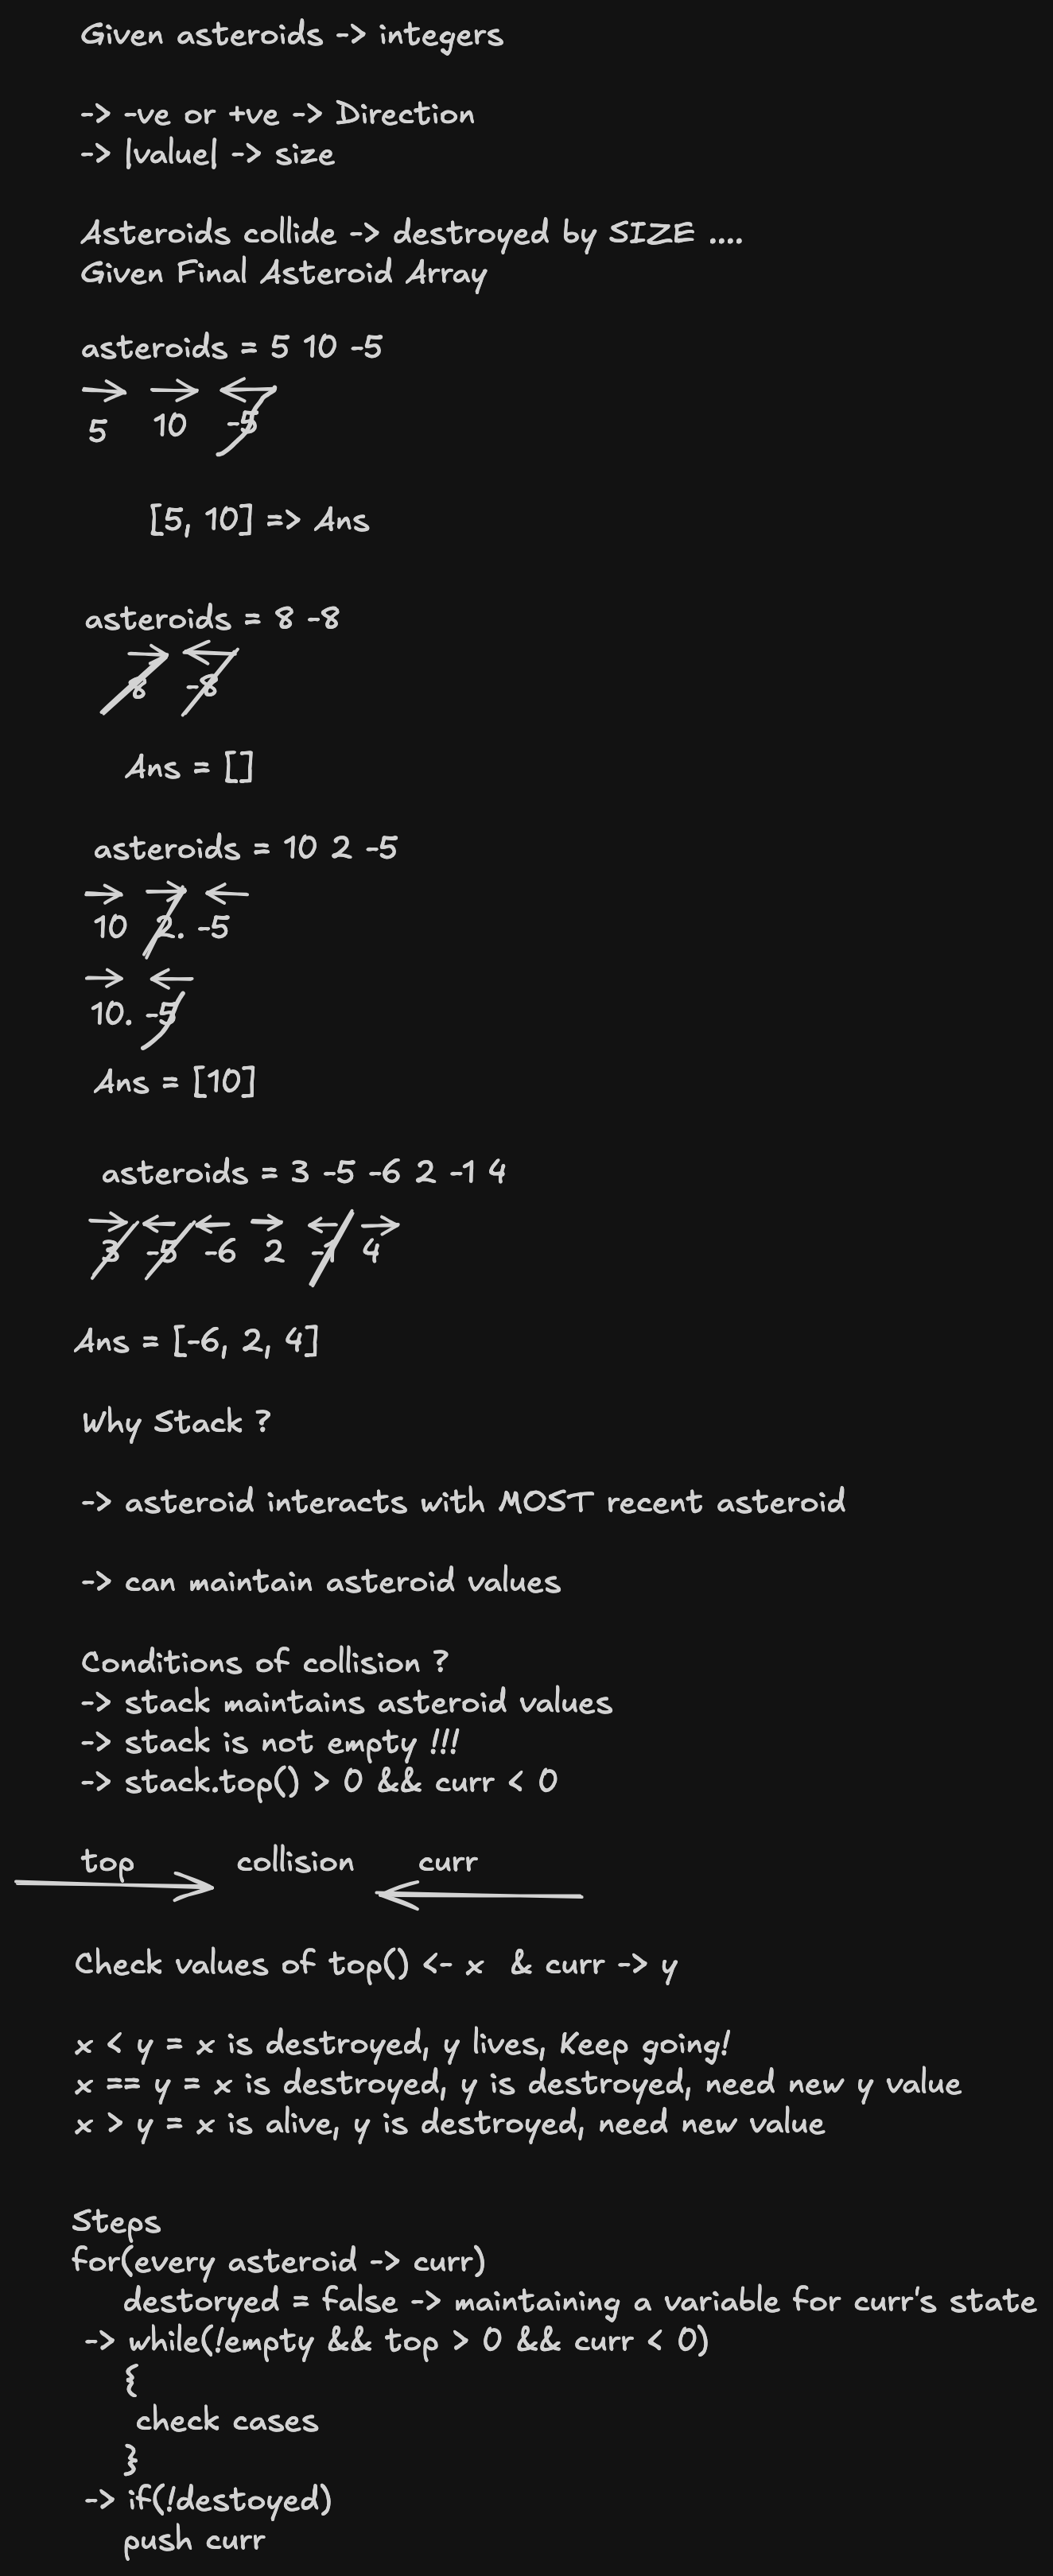 Given asteroids -> integers
-> -ve or +ve -> Direction
-> |value| -> size
Asteroids collide -> destroyed by SIZE ....
Given Final Asteroid Array
asteroids = 5 10 -5
5 10 -5
[5, 10] => Ans
asteroids = 8 -8
8 -8
Ans = []
asteroids = 10 2 -5
10 2. -5
10. -5
Ans = [10]
asteroids = 3 -5 -6 2 -1 4
3 -5 -6 2 -1 4
Ans = [-6, 2, 4]
Why Stack ?
-> asteroid interacts with MOST recent asteroid
-> can maintain asteroid values
Conditions of collision ?
-> stack maintains asteroid values
-> stack is not empty !!!
-> stack.top() > 0 && curr < 0
top collision curr
Check values of top() <- x & curr -> y
x < y = x is destroyed, y lives, Keep going!
x == y = x is destroyed, y is destroyed, need new y value
x > y = x is alive, y is destroyed, need new value
Steps
for(every asteroid -> curr)
destoryed = false -> maintaining a variable for curr's state
-> while(!empty && top > 0 && curr < 0)
{
check cases
}
-> if(!destoyed)
push curr